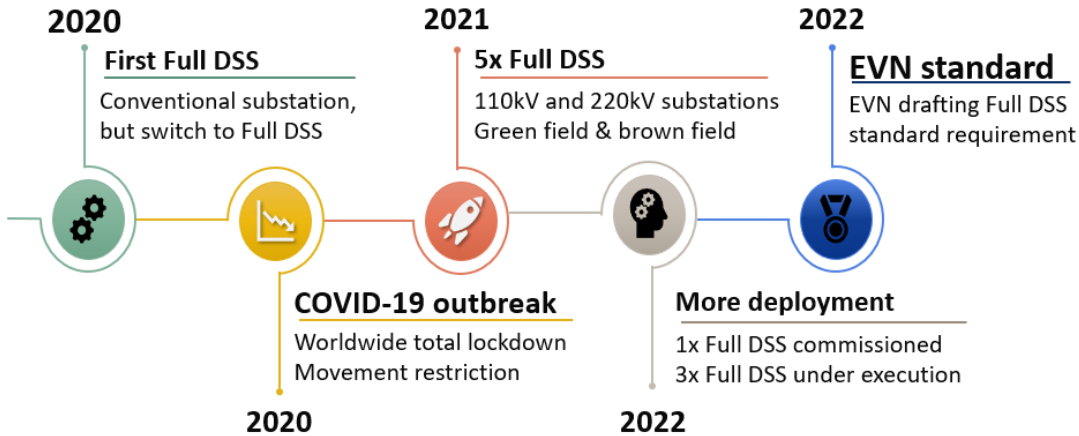 2020
First Full DSS
Conventional substation,
but switch to Full DSS
COVID-19 outbreak
Worldwide total lockdown
Movement restriction
2020
2021
5x Full DSS
110kV and 220kV substations
Green field & brown field
More deployment
1x Full DSS commissioned
3x Full DSS under execution
2022
2022
EVN standard
EVN drafting Full DSS
standard requirement